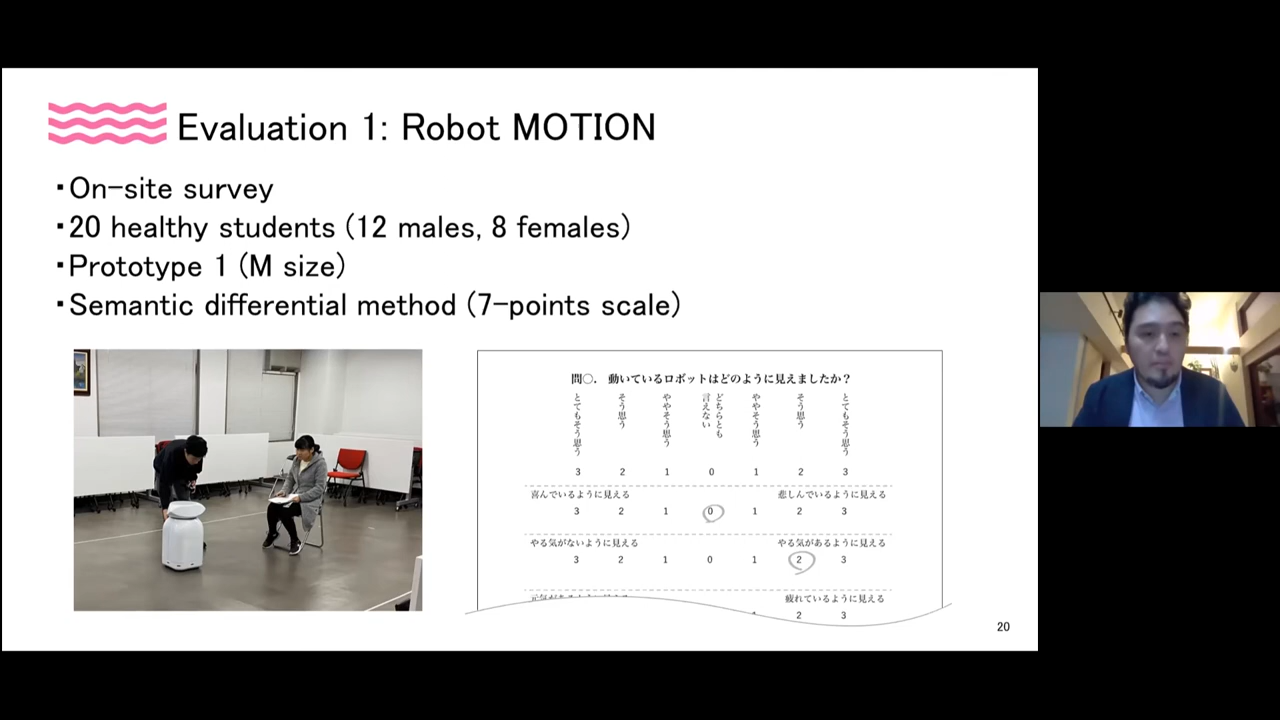 Evaluation 1: Robot MOTION
・On-site survey
・20 healthy students (12 males, 8 females)
・Prototype 1 (M size)
・Semantic differential method (7-points scale)
問○. 動いているロボットはどのように見えましたか?
とてもそう思う
そう思う
ややそう思う
どちらとも
言えない
ややそう思う
そう思う
とてもそう思う
3 2 1 0 1 2 3
喜んでいるように見える 悲しんでいるように見える
3 2 1 0 1 2 3
やる気がないように見える やる気があるように見える
3 2 1 0 1 2 3
疲れているように見える
2 3
20